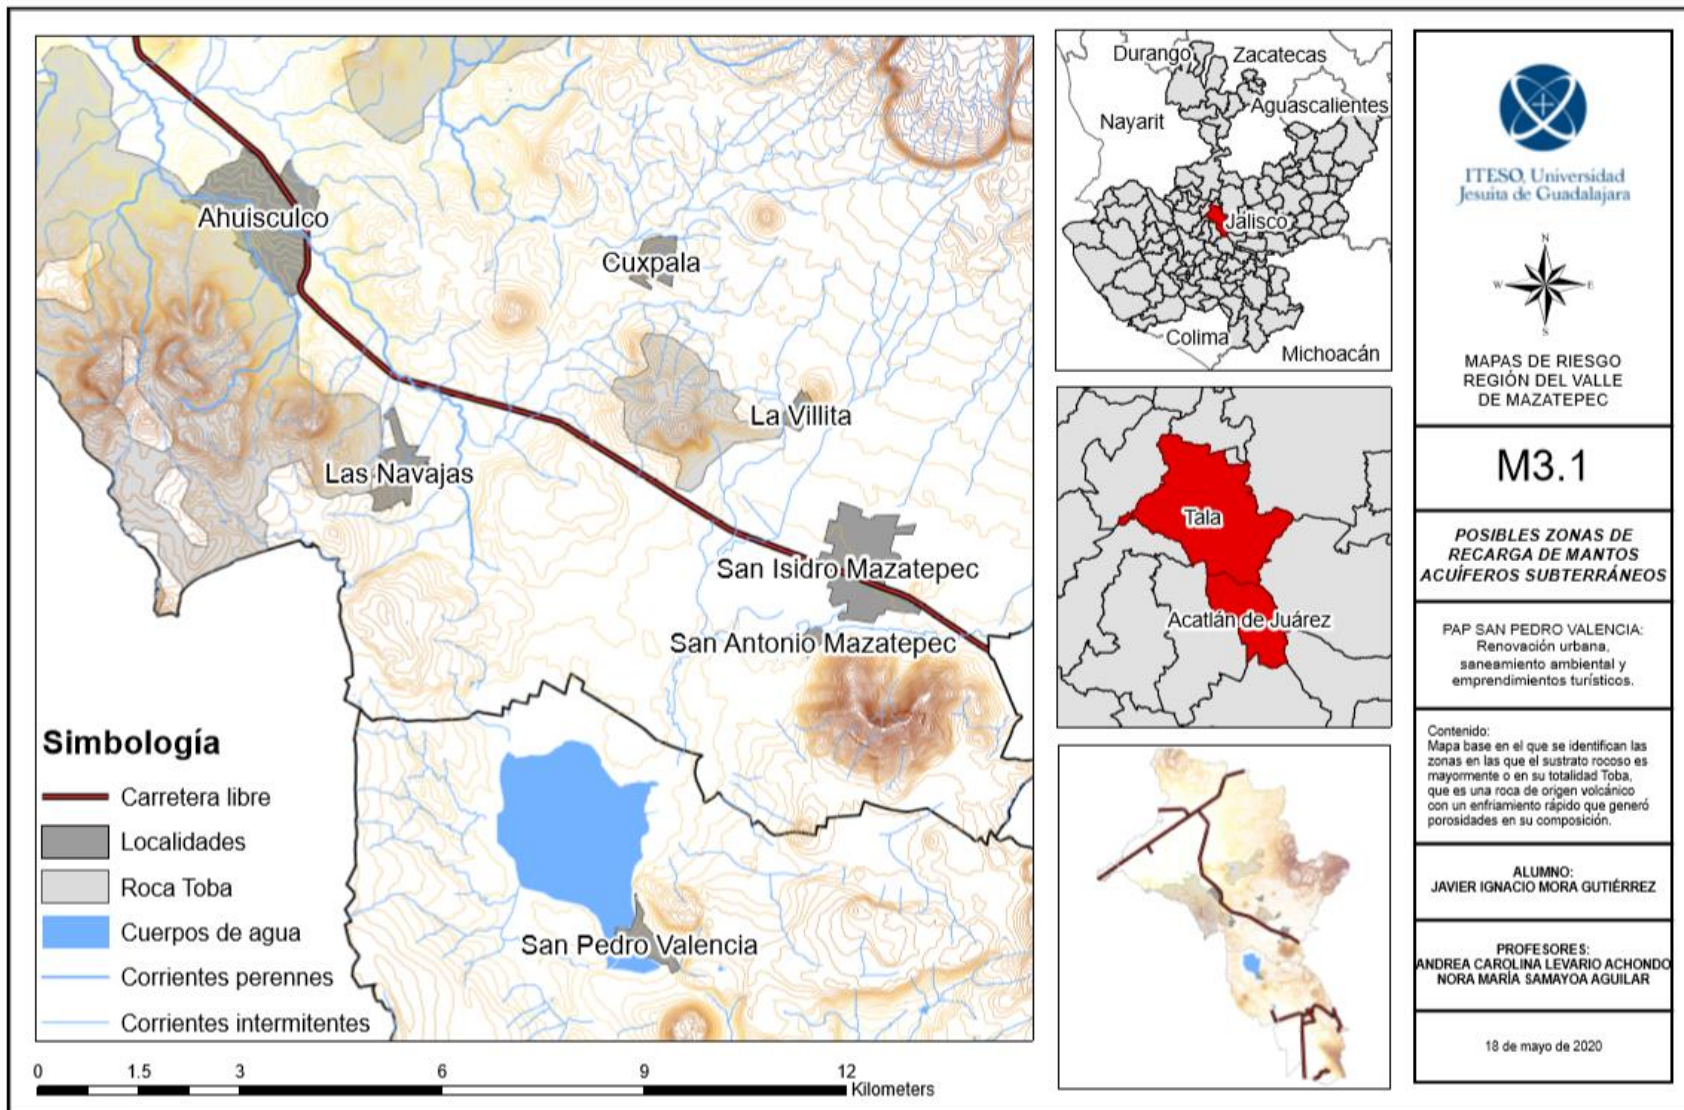 Ahuisculco
Cuxpala
La Villita
Las Navajas
San Isidro Mazatepec
San Antonio Mazatepec
San Pedro Valencia
Simbología
Carretera libre
Localidades
Roca Toba
Cuerpos de agua
Corrientes perennes
Corrientes intermitentes
0 1.5 3 6 9 12
Kilometers
Durango
Zacatecas
Aguascalientes
Nayarit
Jalisco
Colima
Michoacán
Tala
Acatlán de Juárez
ITESO, Universidad
Jesuita de Guadalajara
N
W E
S
MAPAS DE RIESGO
REGIÓN DEL VALLE
DE MAZATEPEC
M3.1
POSIBLES ZONAS DE
RECARGA DE MANTOS
ACUÍFEROS SUBTERRÁNEOS
PAP SAN PEDRO VALENCIA:
Renovación urbana,
saneamiento ambiental y
emprendimientos turísticos.
Contenido:
Mapa base en el que se identifican las
zonas en las que el sustrato rocoso es
mayormente o en su totalidad Toba,
que es una roca de origen volcánico
con un enfriamiento rápido que generó
porosidades en su composición.
ALUMNO:
JAVIER IGNACIO MORA GUTIÉRREZ
PROFESORES:
ANDREA CAROLINA LEVARIO ACHONDO
NORA MARÍA SAMAYOA AGUILAR
18 de mayo de 2020